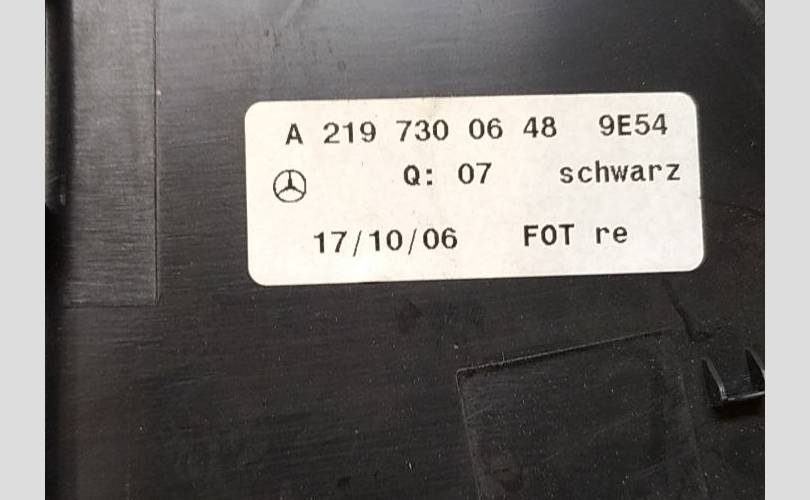 A 219 730 06 48 9E54
Q: 07 schwarz
17/10/06 FOT re